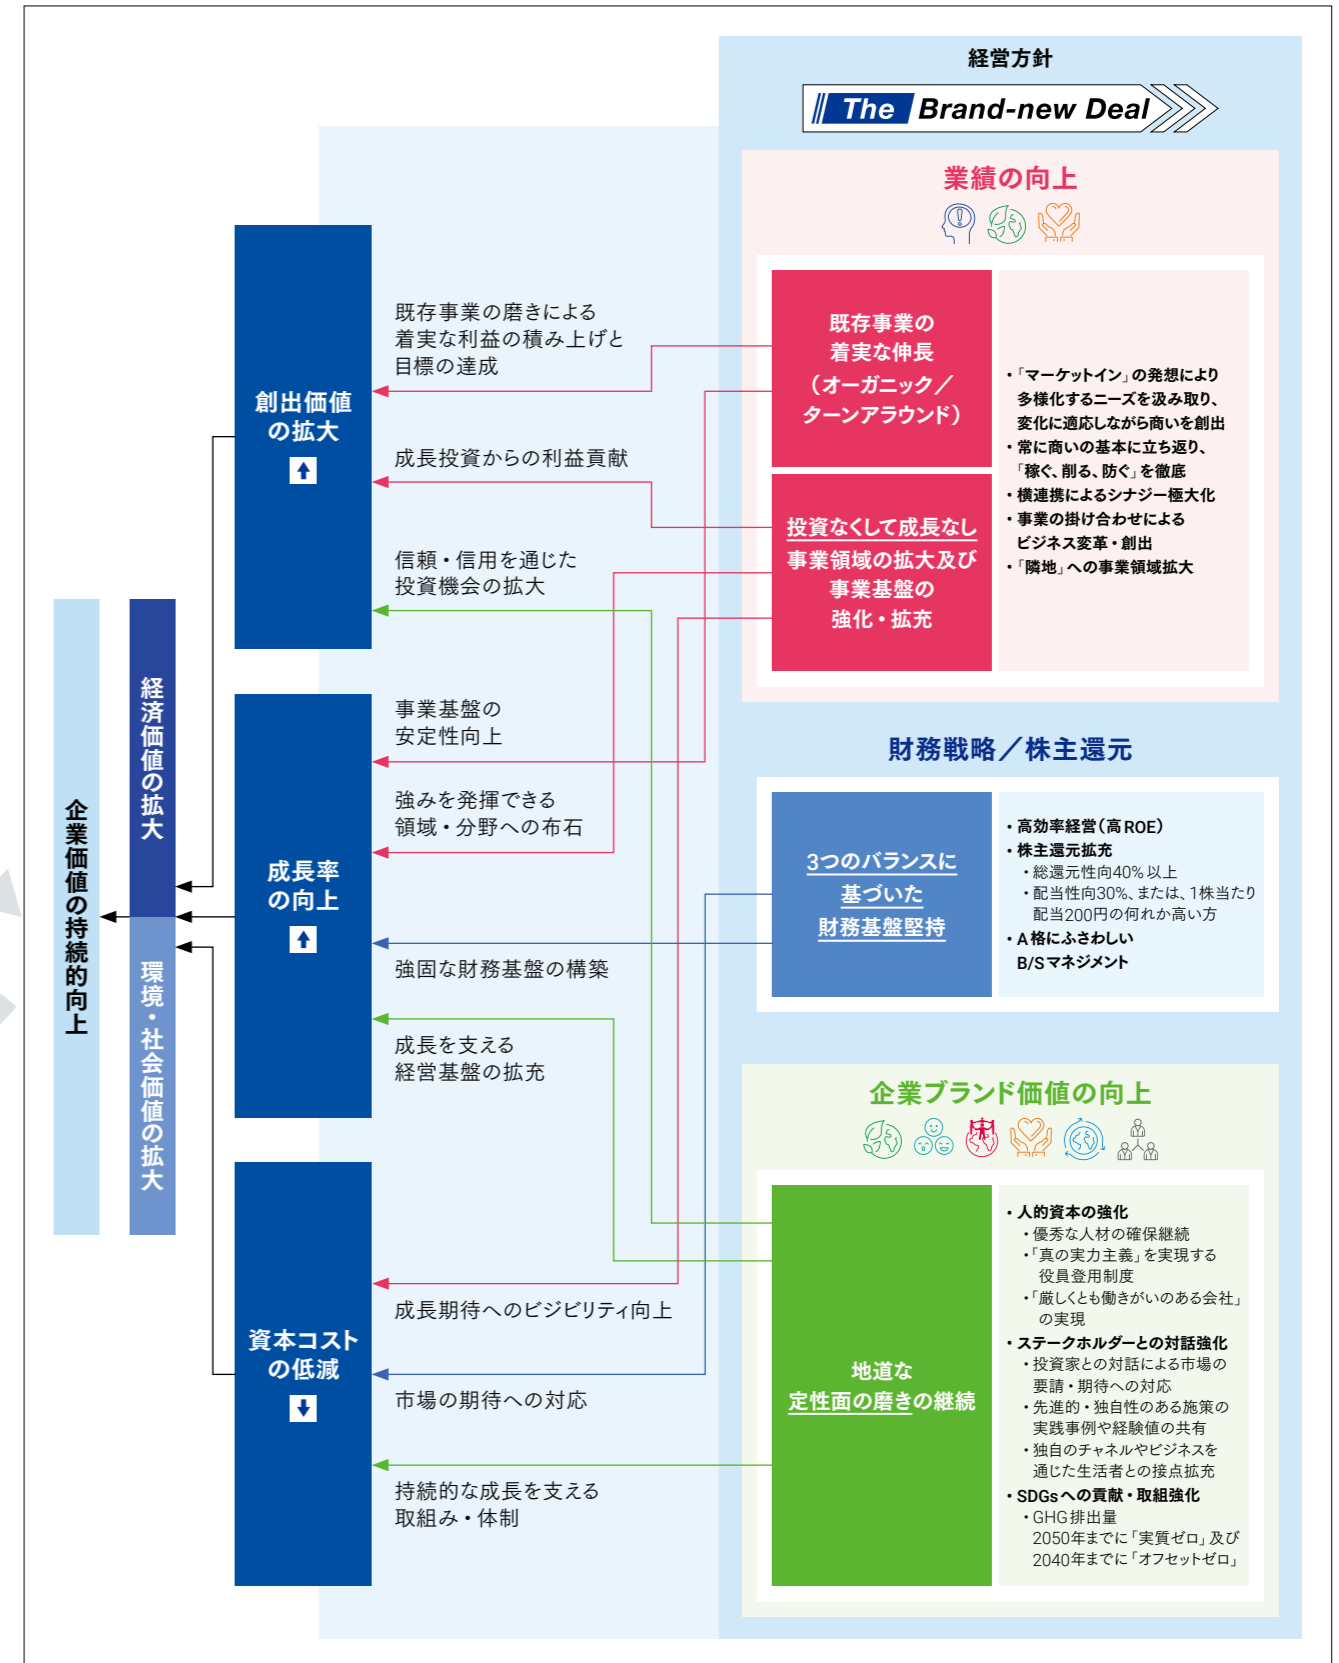 経営方針
The Brand-new Deal
業績の向上
既存事業の
着実な伸長
（オーガニック／
ターンアラウンド）
投資なくして成長なし
事業領域の拡大及び
事業基盤の
強化・拡充
・「マーケットイン」の発想により
多様化するニーズを汲み取り、
変化に適応しながら商いを創出
・常に商いの基本に立ち返り、
「稼ぐ、削る、防ぐ」を徹底
・横連携によるシナジー極大化
・事業の掛け合わせによる
ビジネス変革・創出
・「隣地」への事業領域拡大
財務戦略／株主還元
3つのバランスに
基づいた
財務基盤堅持
・高効率経営（高ROE）
・株主還元拡充
・総還元性向40%以上
・配当性向30%、または、1株当たり
配当200円の何れか高い方
・A格にふさわしい
B/Sマネジメント
企業ブランド価値の向上
地道な
定性面の磨きの継続
・人的資本の強化
・優秀な人材の確保継続
・「真の実力主義」を実現する
役員登用制度
・「厳しくとも働きがいのある会社」
の実現
・ステークホルダーとの対話強化
・投資家との対話による市場の
要請・期待への対応
・先進的・独自性のある施策の
実践事例や経験値の共有
・独自のチャネルやビジネスを
通じた生活者との接点拡充
・SDGsへの貢献・取組強化
・GHG排出量
2050年までに「実質ゼロ」及び
2040年までに「オフセットゼロ」
既存事業の磨きによる
着実な利益の積み上げと
目標の達成
成長投資からの利益貢献
信頼・信用を通じた
投資機会の拡大
事業基盤の
安定性向上
強みを発揮できる
領域・分野への布石
強固な財務基盤の構築
成長を支える
経営基盤の拡充
成長期待へのビジビリティ向上
市場の期待への対応
持続的な成長を支える
取組み・体制
創出価値
の拡大
成長率
の向上
資本コスト
の低減
経済価値の拡大
環境・社会価値の拡大
企業価値の持続的向上